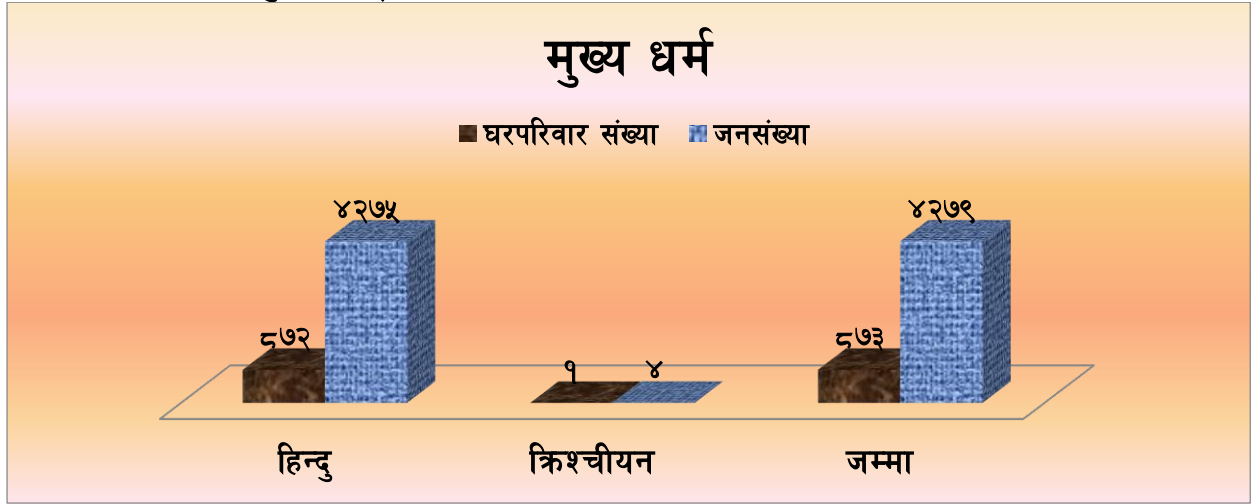 मुख्य धर्म
घरपरिवार संख्या जनसंख्या
४२७५ ४२७९
८७२ १ ४ ८७३
हिन्दु क्रिश्चीयन जम्मा